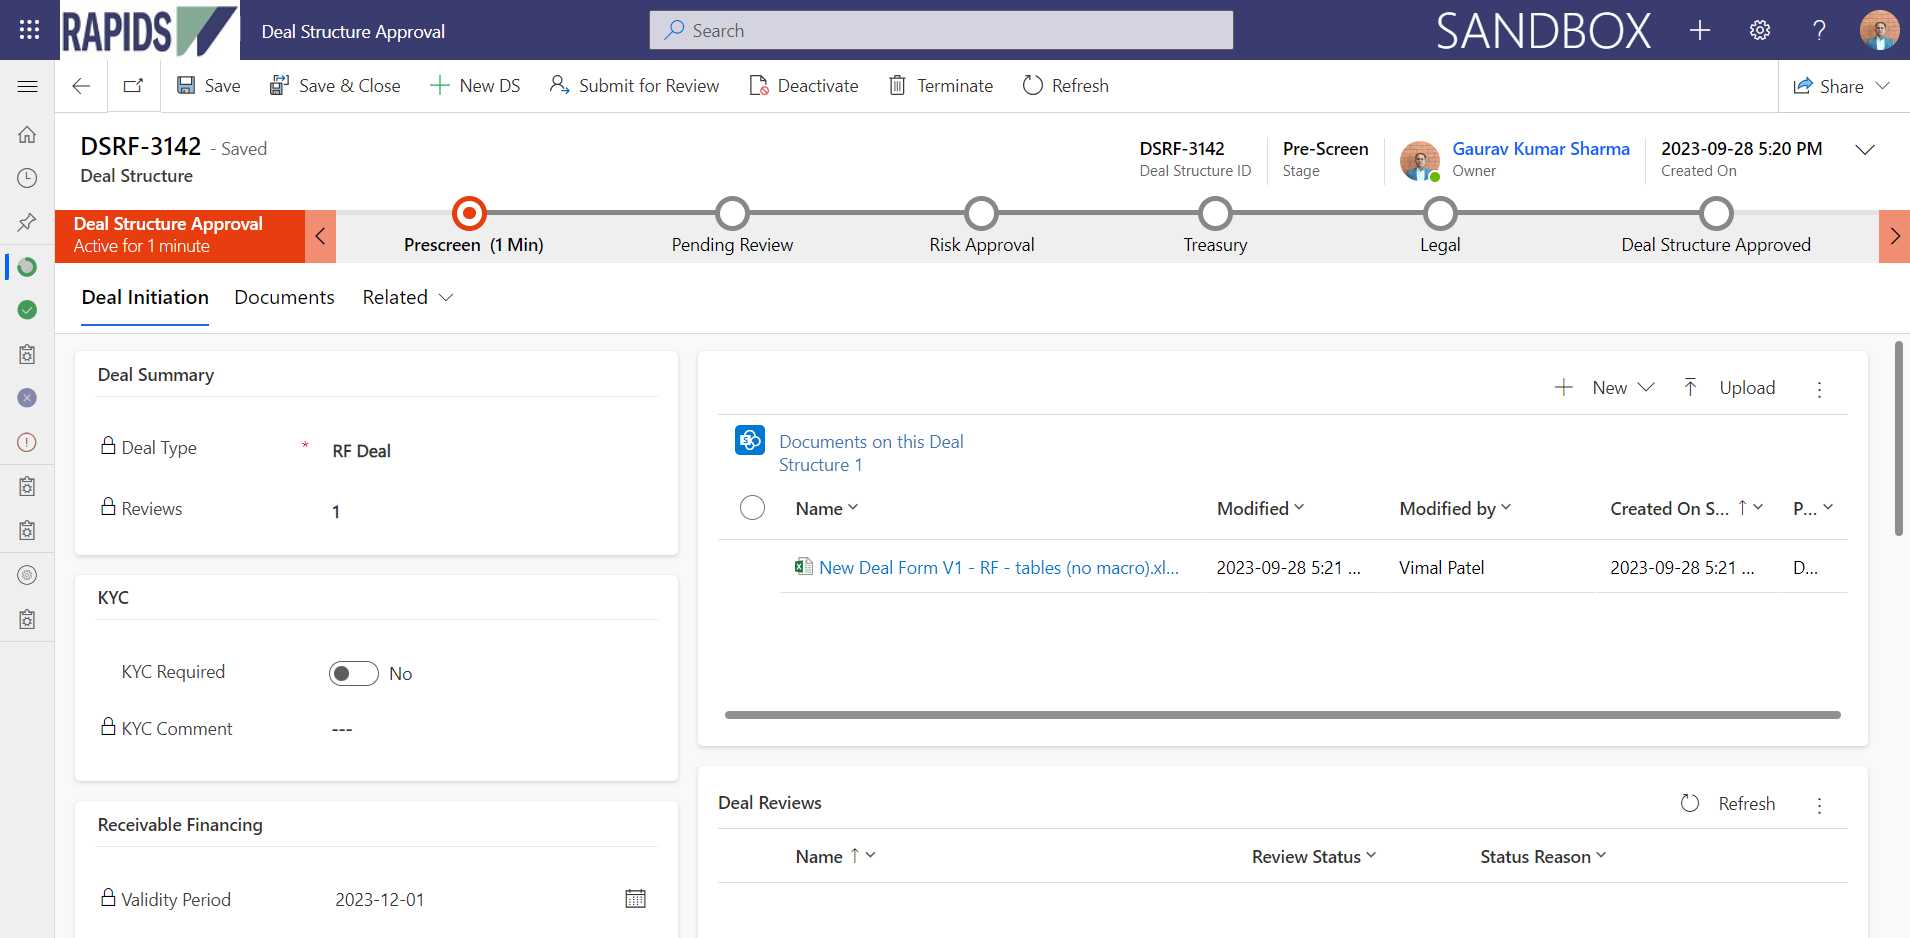 RAPIDS
Deal Structure Approval
Search
SANDBOX
Save
Save & Close
New DS
Submit for Review
Deactivate
Terminate
Refresh
Share
DSRF-3142 - Saved
Deal Structure
DSRF-3142
Deal Structure ID
Pre-Screen
Stage
Gaurav Kumar Sharma
Owner
2023-09-28 5:20 PM
Created On
Deal Structure Approval
Active for 1 minute
Prescreen (1 Min)
Pending Review
Risk Approval
Treasury
Legal
Deal Structure Approved
Deal Initiation
Documents
Related
Deal Summary
Deal Type * RF Deal
Reviews 1
KYC
KYC Required No
KYC Comment ---
Receivable Financing
Validity Period 2023-12-01
New
Upload
Documents on this Deal
Structure 1
Name Modified Modified by Created On S... ↑ P...
New Deal Form V1 - RF - tables (no macro).xl... 2023-09-28 5:21 ... Vimal Patel 2023-09-28 5:21 ... D...
Deal Reviews
Refresh
Name ↑ Review Status Status Reason